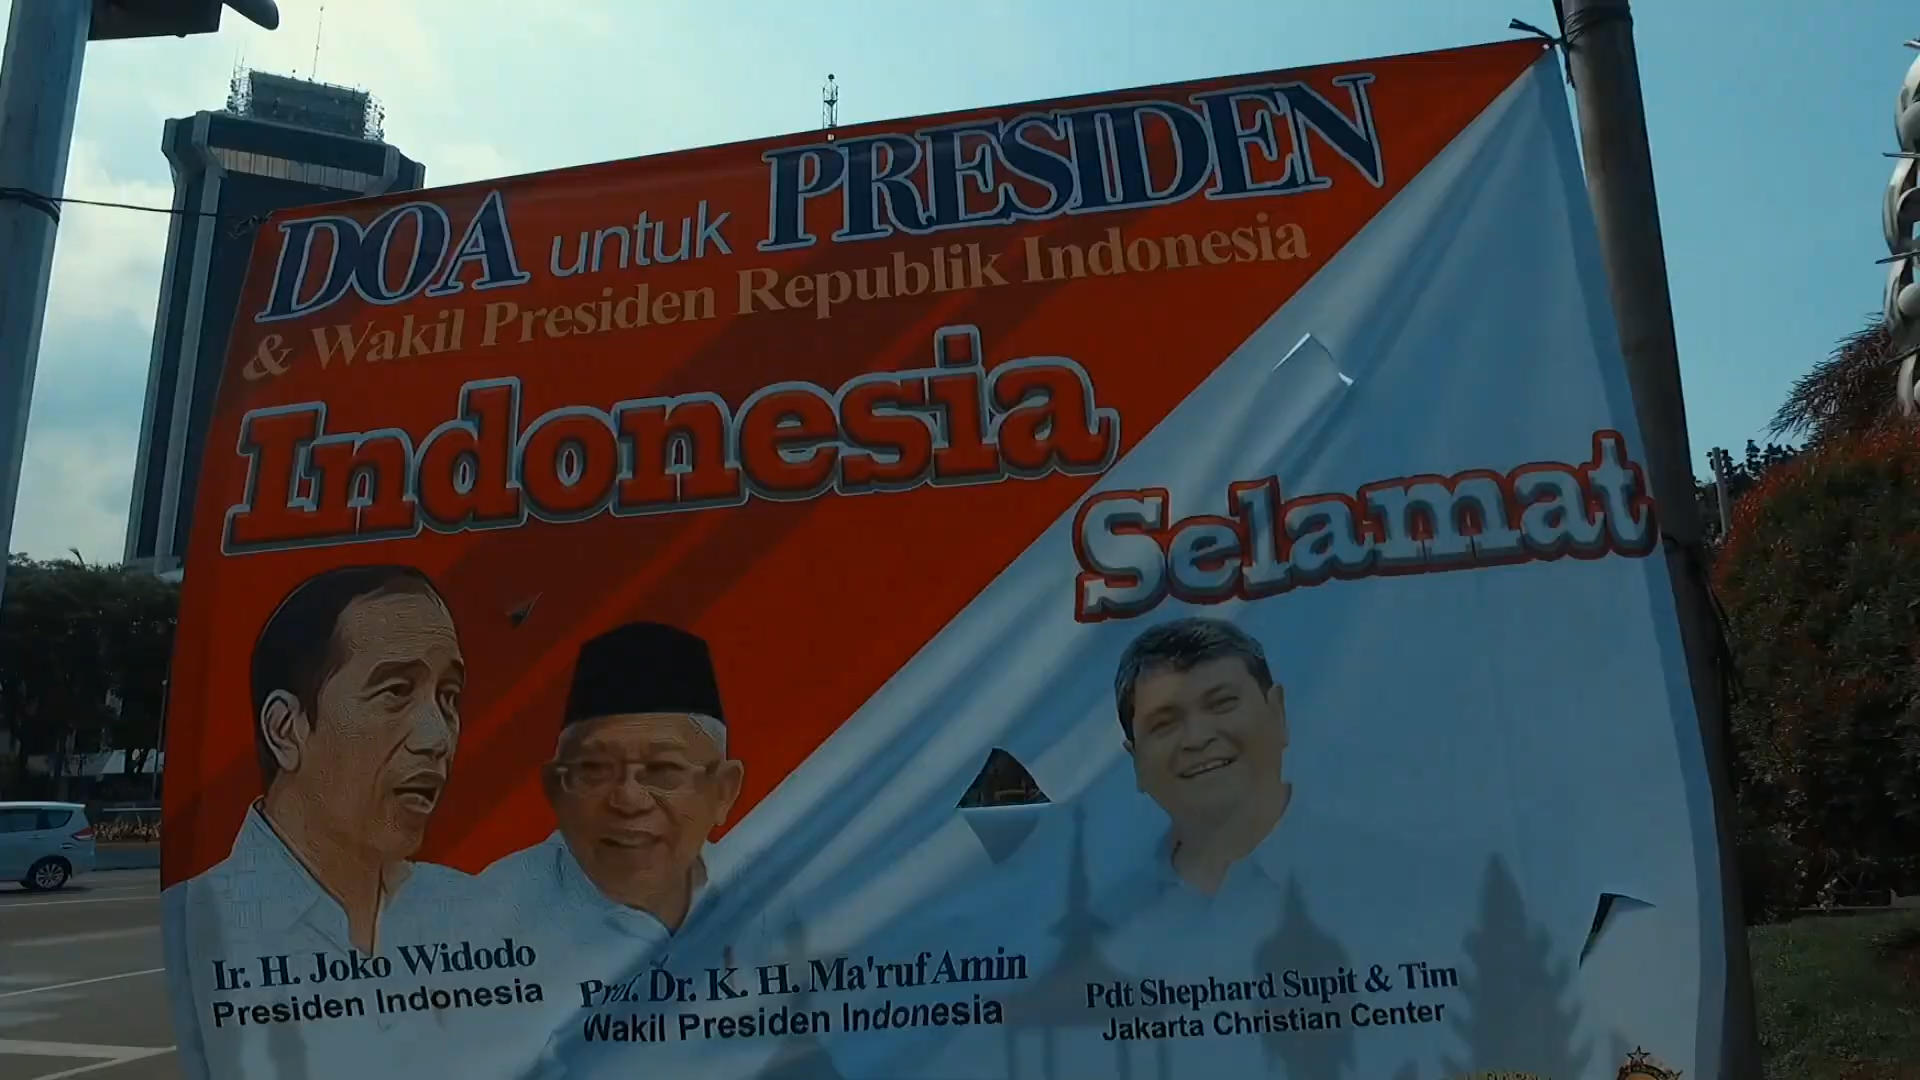 DOA untuk PRESIDEN
& Wakil Presiden Republik Indonesia
Indonesia
Selamat
Ir. H. Joko Widodo
Presiden Indonesia
Prof. Dr. K. H. Ma'ruf Amin
Wakil Presiden Indonesia
Pdt Shephard Supit & Tim
Jakarta Christian Center